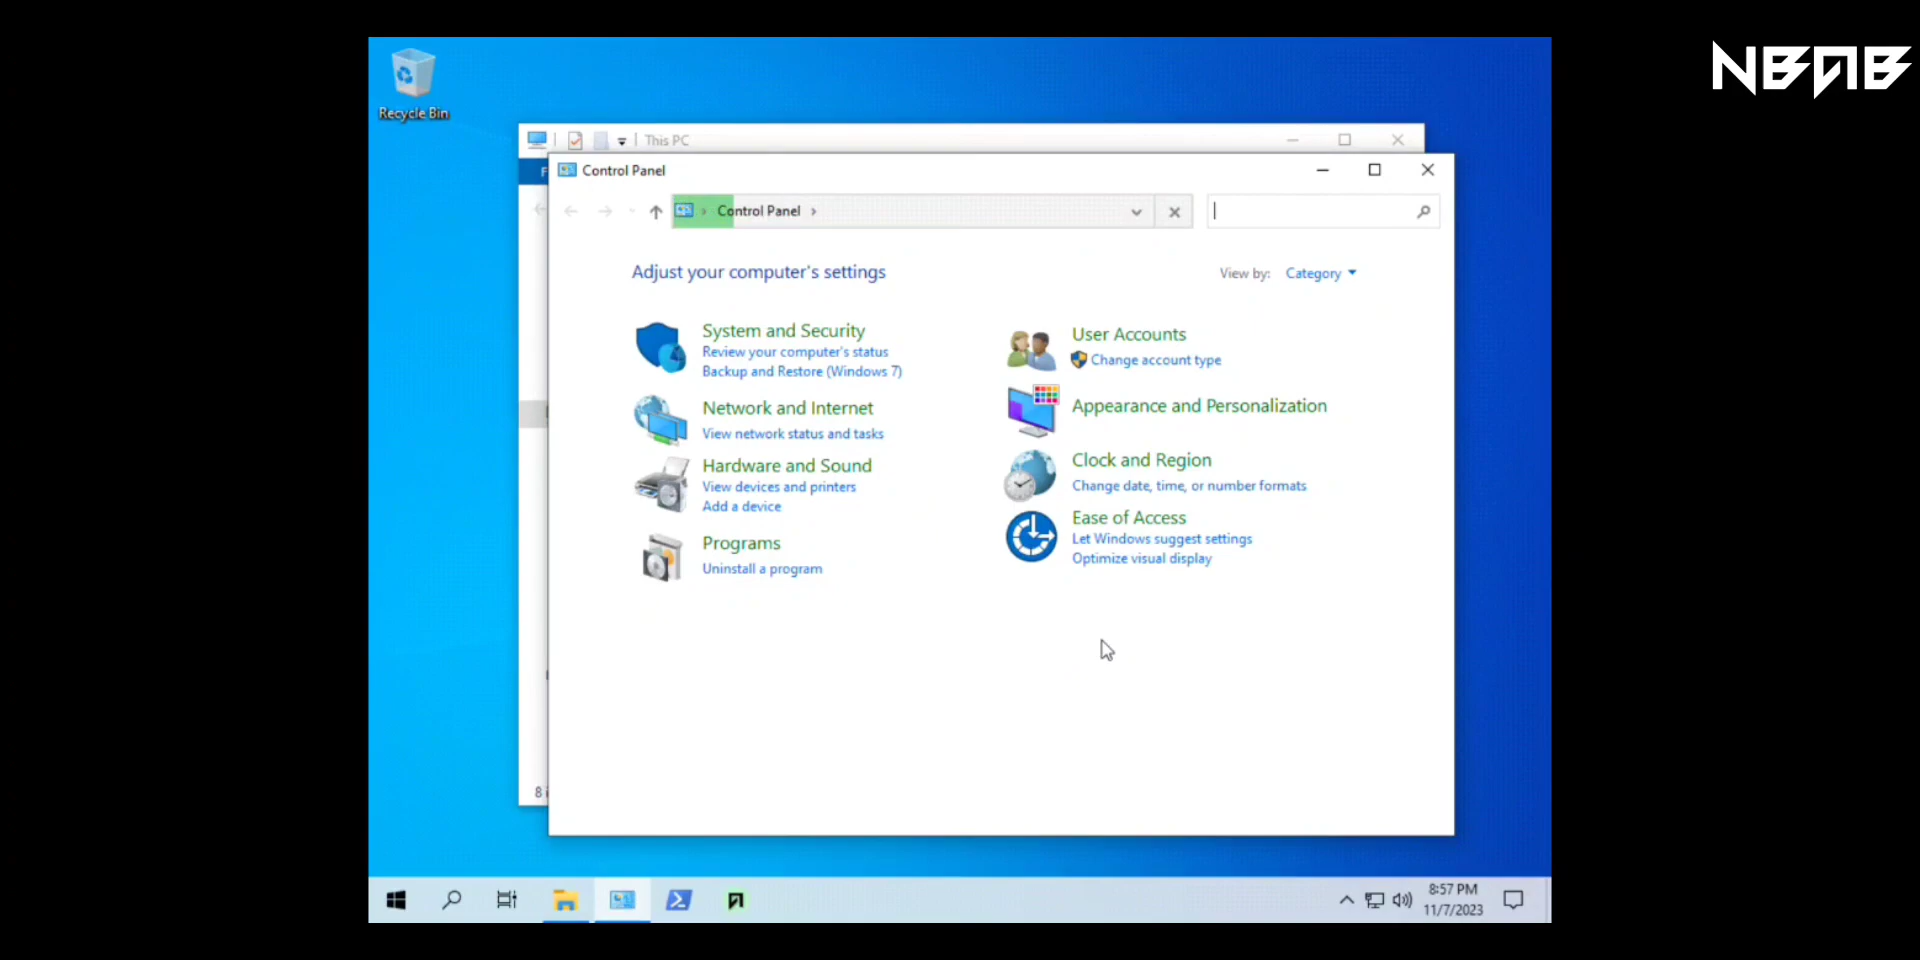 NBAB
Recycle Bin
This PC
Control Panel
Control Panel
Adjust your computer's settings
View by: Category
System and Security
Review your computer's status
Backup and Restore (Windows 7)
Network and Internet
View network status and tasks
Hardware and Sound
View devices and printers
Add a device
Programs
Uninstall a program
User Accounts
Change account type
Appearance and Personalization
Clock and Region
Change date, time, or number formats
Ease of Access
Let Windows suggest settings
Optimize visual display
8
8:57 PM
11/7/2023